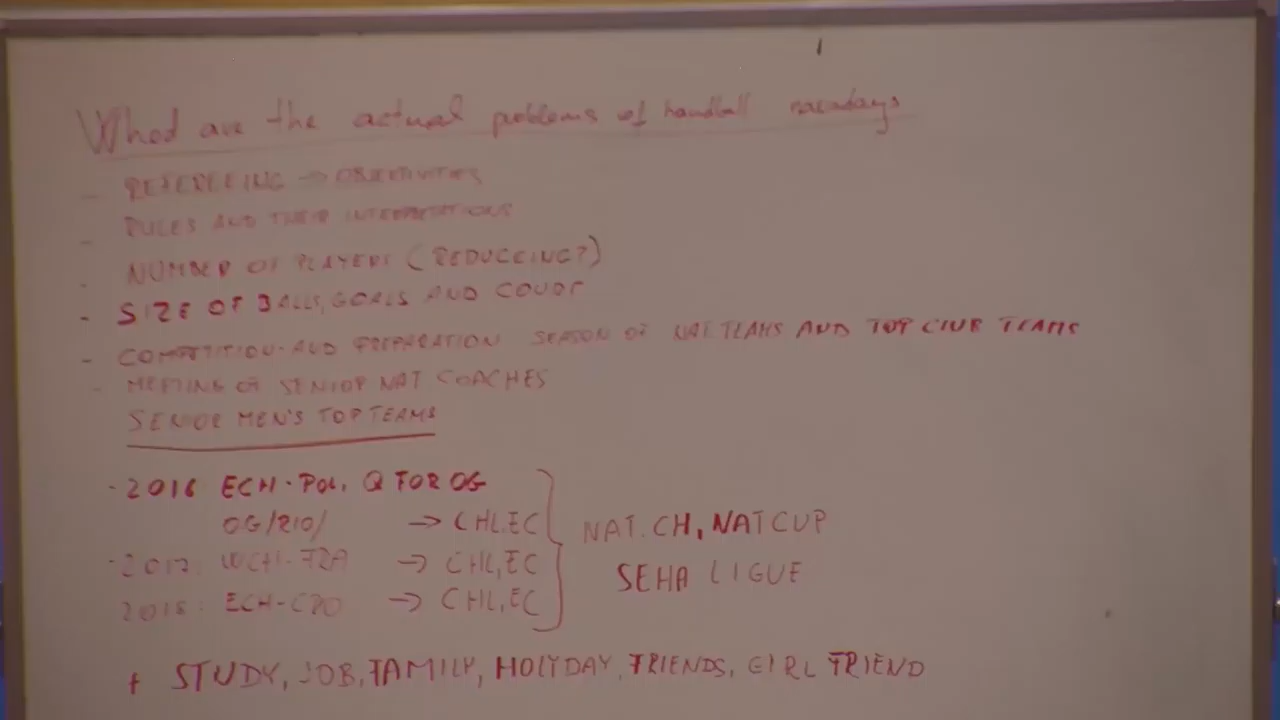 Whod are the actual problems of handball nowadays
- REFEREEING → OBJEKTIVITIES
- RULES AND THEIR INTERPRETATIONS
- NUMBER OF PLAYERS (REDUCEING?)
- SIZE OF BALLS, GOALS AND COURT
- COMPETITION- AND PREPARATION SEASON OF NAT TEAMS AND TOP CLUB TEAMS
- MEETING OF SENIOR NAT COACHES
SENIOR MEN'S TOP TEAMS
- 2016 ECH-POL, Q FOR OG
OG/RIO/ → CHL.EC
- 2017: WCH-FRA → CHL, EC
2018: ECH-CRO → CHL, EC
NAT. CH, NAT CUP
SEHA LIGUE
+ STUDY, JOB, FAMILY, HOLYDAY, FRIENDS, GIRL FRIEND